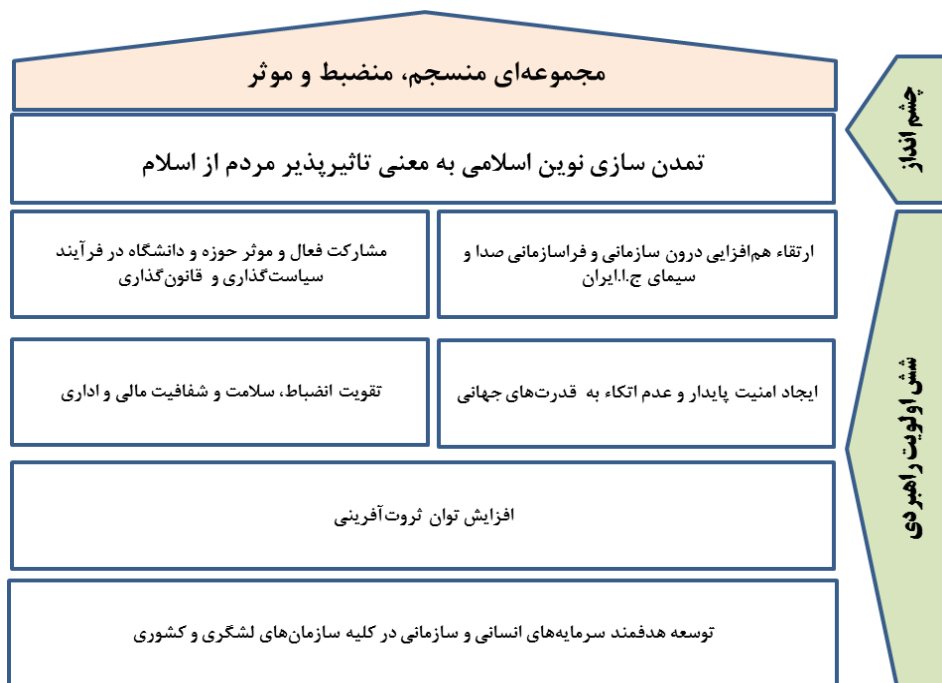 مجموعه‌ای منسجم، منضبط و موثر
چشم انداز
تمدن سازی نوین اسلامی به معنی تاثیرپذیر مردم از اسلام
شش اولویت راهبردی
ارتقاء هم‌افزایی درون سازمانی و فراسازمانی صدا و
سیمای ج.ا.ایران
مشارکت فعال و موثر حوزه و دانشگاه در فرآیند
سیاست‌گذاری و قانون‌گذاری
ایجاد امنیت پایدار و عدم اتکاء به قدرت‌های جهانی
تقویت انضباط، سلامت و شفافیت مالی و اداری
افزایش توان ثروت‌آفرینی
توسعه هدفمند سرمایه‌های انسانی و سازمانی در کلیه سازمان‌های لشگری و کشوری